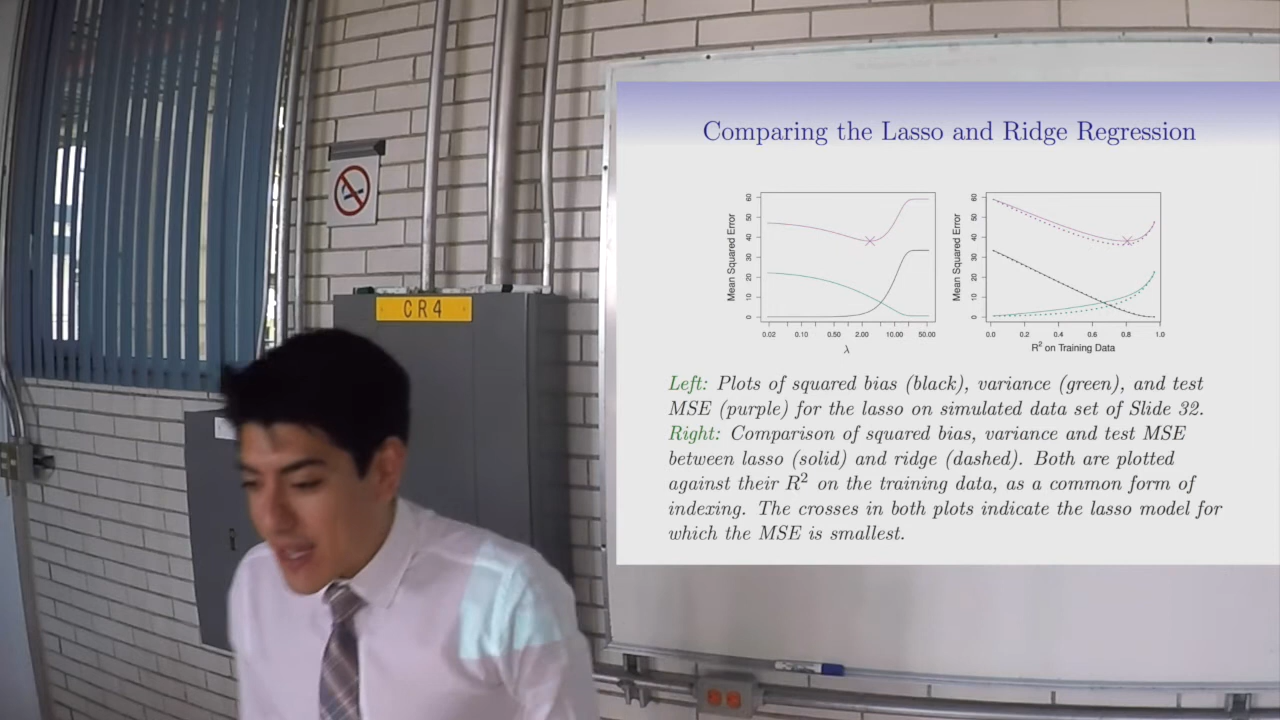 CR4
Comparing the Lasso and Ridge Regression
Mean Squared Error
0 10 20 30 40 50 60
0.02 0.10 0.50 2.00 10.00 50.00
λ
Mean Squared Error
0 10 20 30 40 50 60
0.0 0.2 0.4 0.6 0.8 1.0
R² on Training Data
Left: Plots of squared bias (black), variance (green), and test
MSE (purple) for the lasso on simulated data set of Slide 32.
Right: Comparison of squared bias, variance and test MSE
between lasso (solid) and ridge (dashed). Both are plotted
against their R² on the training data, as a common form of
indexing. The crosses in both plots indicate the lasso model for
which the MSE is smallest.